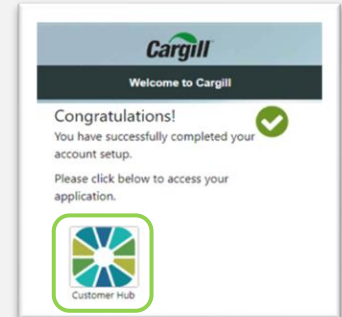 Cargill
Welcome to Cargill
Congratulations!
You have successfully completed your
account setup.
Please click below to access your
application.
Customer Hub